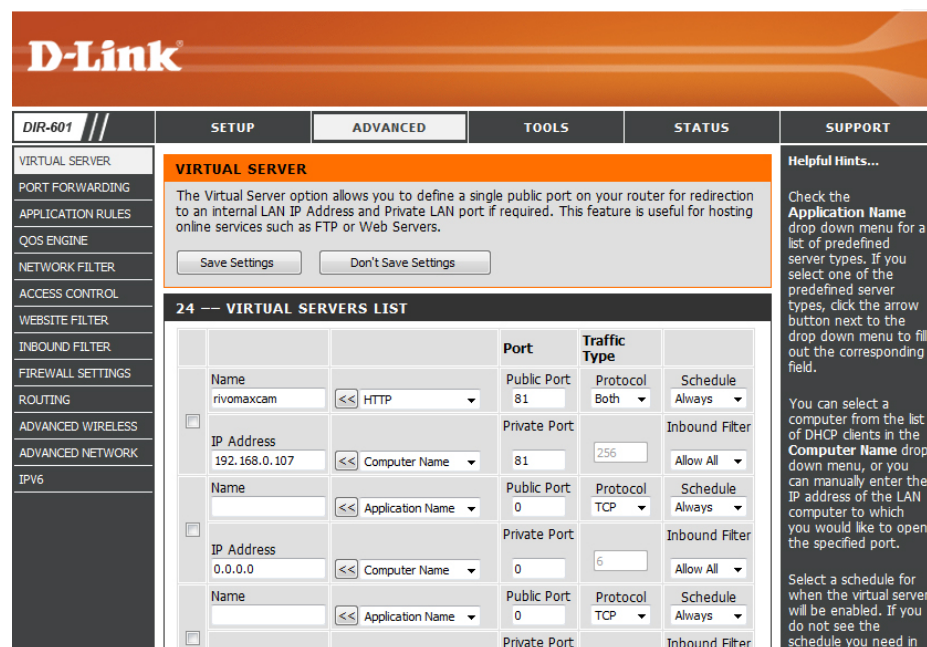 D-Link
DIR-601
SETUP
ADVANCED
TOOLS
STATUS
SUPPORT
VIRTUAL SERVER
PORT FORWARDING
APPLICATION RULES
QOS ENGINE
NETWORK FILTER
ACCESS CONTROL
WEBSITE FILTER
INBOUND FILTER
FIREWALL SETTINGS
ROUTING
ADVANCED WIRELESS
ADVANCED NETWORK
IPV6
VIRTUAL SERVER
The Virtual Server option allows you to define a single public port on your router for redirection
to an internal LAN IP Address and Private LAN port if required. This feature is useful for hosting
online services such as FTP or Web Servers.
Save Settings
Don't Save Settings
24 -- VIRTUAL SERVERS LIST
Port
Traffic
Type
Name
Public Port
Protocol
Schedule
rivomaxcam
<<
HTTP
81
Both
Always
IP Address
Private Port
Inbound Filter
192.168.0.107
<<
Computer Name
81
256
Allow All
Name
Public Port
Protocol
Schedule
<<
Application Name
0
TCP
Always
IP Address
Private Port
Inbound Filter
0.0.0.0
<<
Computer Name
0
6
Allow All
Name
Public Port
Protocol
Schedule
<<
Application Name
0
TCP
Always
Private Port
Inbound Filter
Helpful Hints...
Check the
Application Name
drop down menu for a
list of predefined
server types. If you
select one of the
predefined server
types, click the arrow
button next to the
drop down menu to fill
out the corresponding
field.
You can select a
computer from the list
of DHCP clients in the
Computer Name drop
down menu, or you
can manually enter the
IP address of the LAN
computer to which
you would like to open
the specified port.
Select a schedule for
when the virtual server
will be enabled. If you
do not see the
schedule you need in